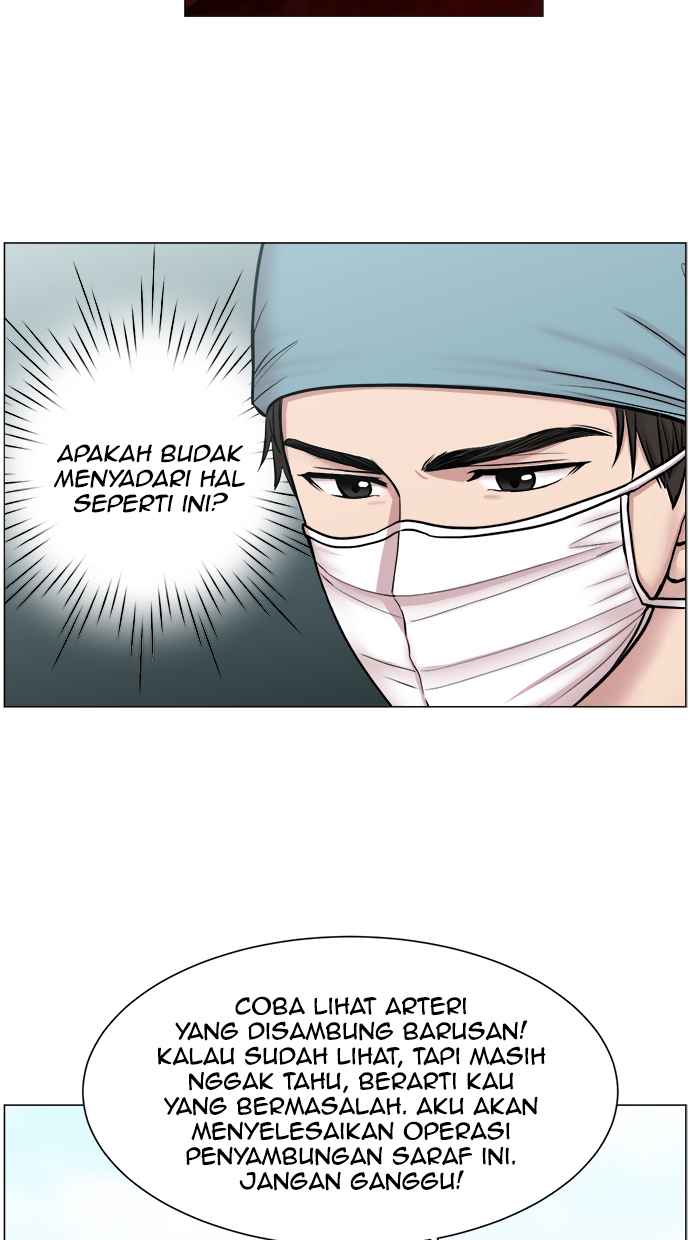 APAKAH BUDAK
MENYADARI HAL
SEPERTI INI?
COBA LIHAT ARTERI
YANG DISAMBUNG BARUSAN!
KALAU SUDAH LIHAT, TAPI MASIH
NGGAK TAHU, BERARTI KAU
YANG BERMASALAH. AKU AKAN
MENYELESAIKAN OPERASI
PENYAMBUNGAN SARAF INI.
JANGAN GANGGU!